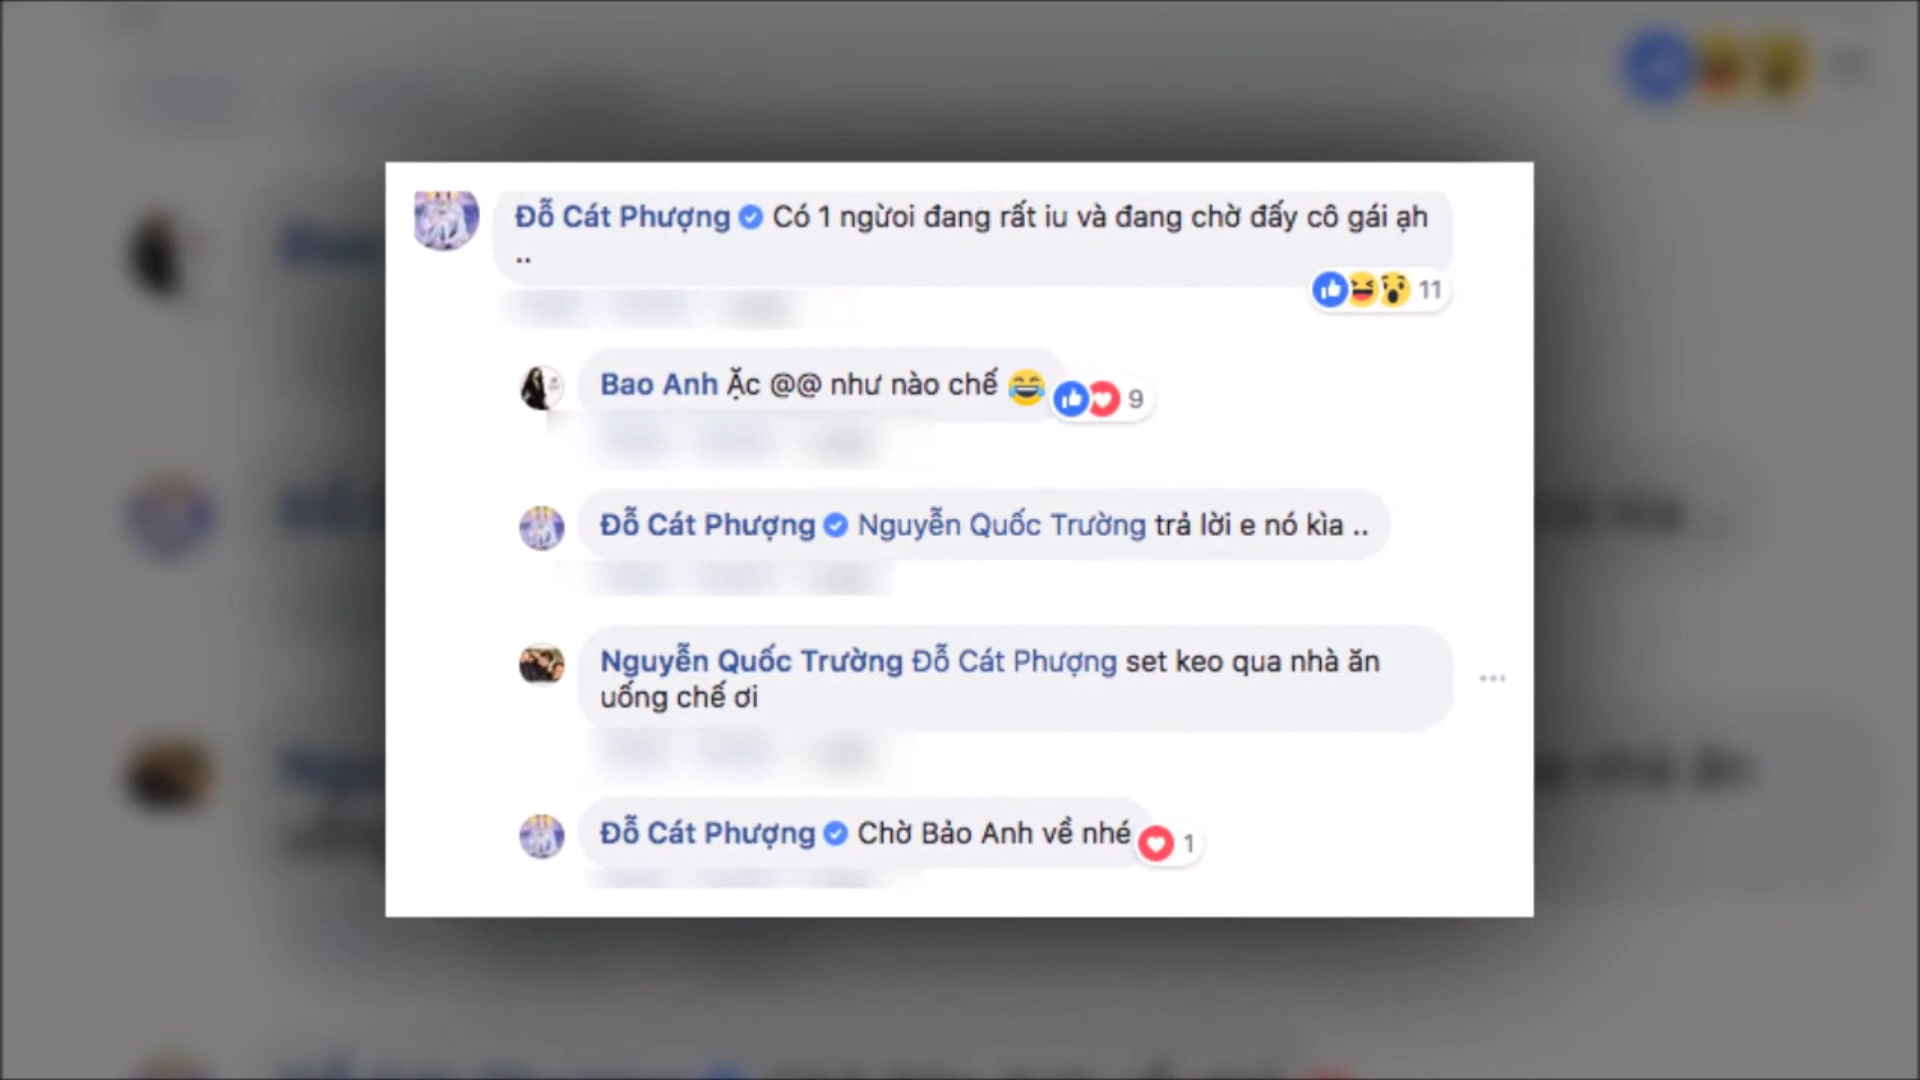 Đỗ Cát Phượng Có 1 ngừoi đang rất iu và đang chờ đấy cô gái ạh
..
11
Bao Anh Ặc @@ như nào chế 😂
9
Đỗ Cát Phượng Nguyễn Quốc Trường trả lời e nó kìa ..
Nguyễn Quốc Trường Đỗ Cát Phượng set keo qua nhà ăn
uống chế ơi
Đỗ Cát Phượng Chờ Bảo Anh về nhé
1